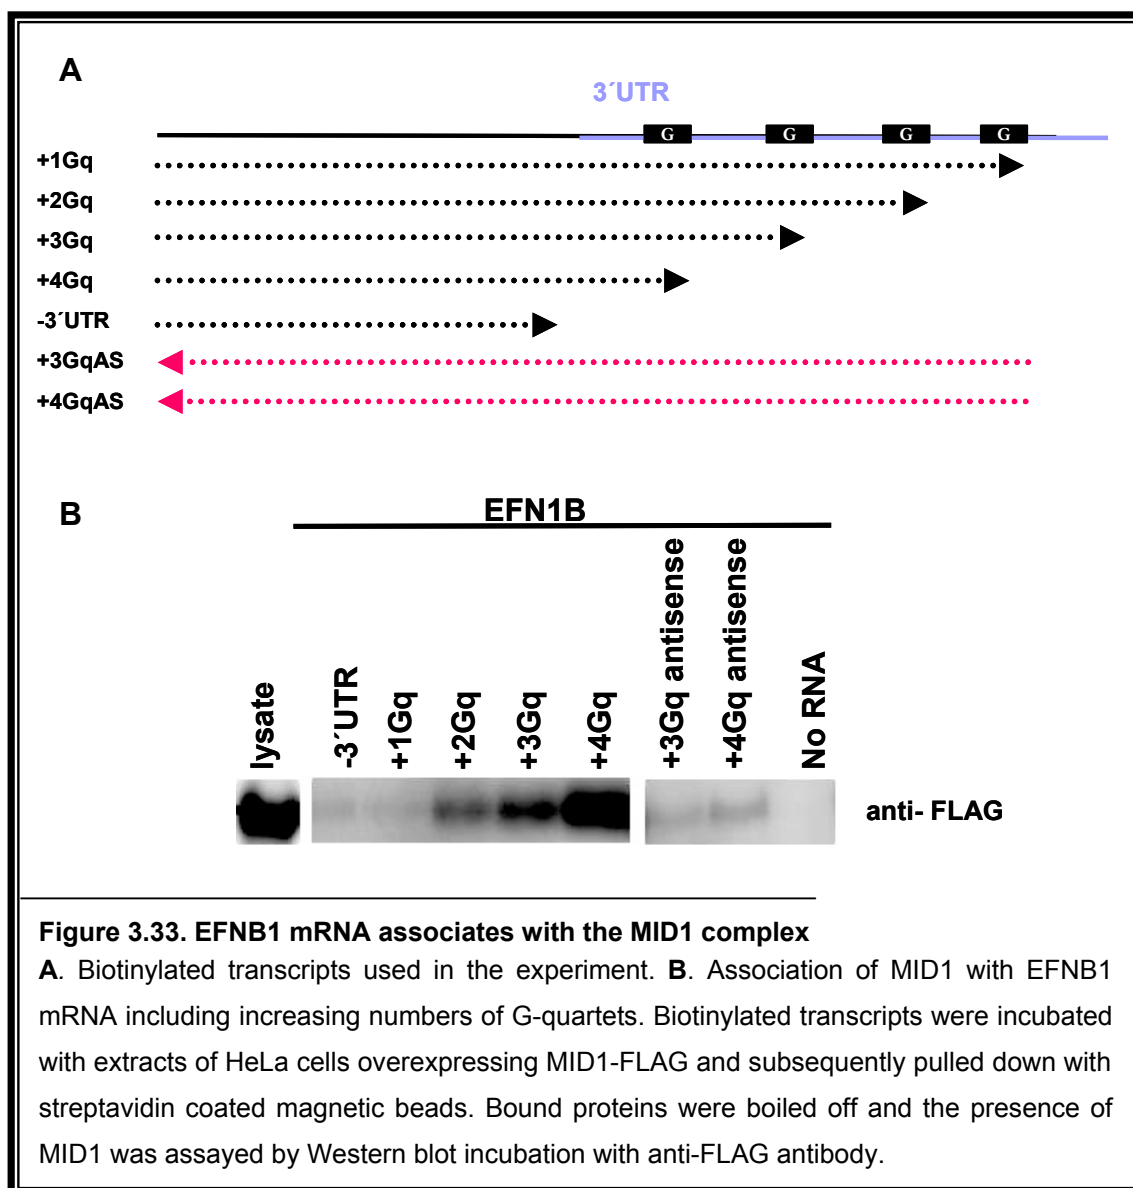 A
3´UTR
G G G G
+1Gq
+2Gq
+3Gq
+4Gq
-3´UTR
+3GqAS
+4GqAS
B
EFN1B
lysate
-3´UTR
+1Gq
+2Gq
+3Gq
+4Gq
+3Gq antisense
+4Gq antisense
No RNA
anti- FLAG
Figure 3.33. EFNB1 mRNA associates with the MID1 complex
A. Biotinylated transcripts used in the experiment. B. Association of MID1 with EFNB1
mRNA including increasing numbers of G-quartets. Biotinylated transcripts were incubated
with extracts of HeLa cells overexpressing MID1-FLAG and subsequently pulled down with
streptavidin coated magnetic beads. Bound proteins were boiled off and the presence of
MID1 was assayed by Western blot incubation with anti-FLAG antibody.